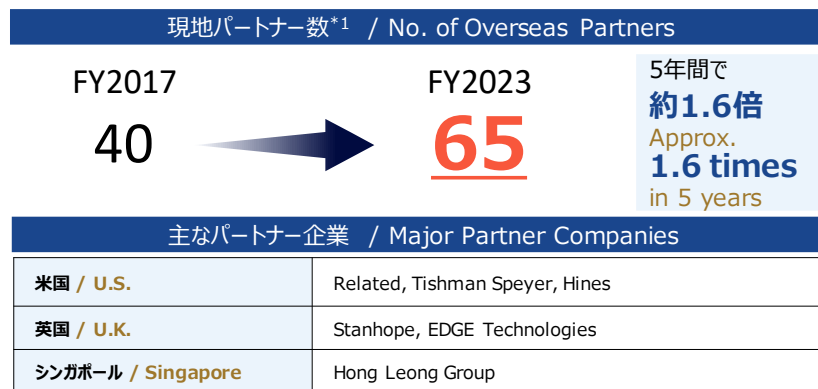 現地パートナー数*1 / No. of Overseas Partners
FY2017
40
FY2023
65
5年間で
約1.6倍
Approx.
1.6 times
in 5 years
主なパートナー企業 / Major Partner Companies
米国 / U.S. Related, Tishman Speyer, Hines
英国 / U.K. Stanhope, EDGE Technologies
シンガポール / Singapore Hong Leong Group